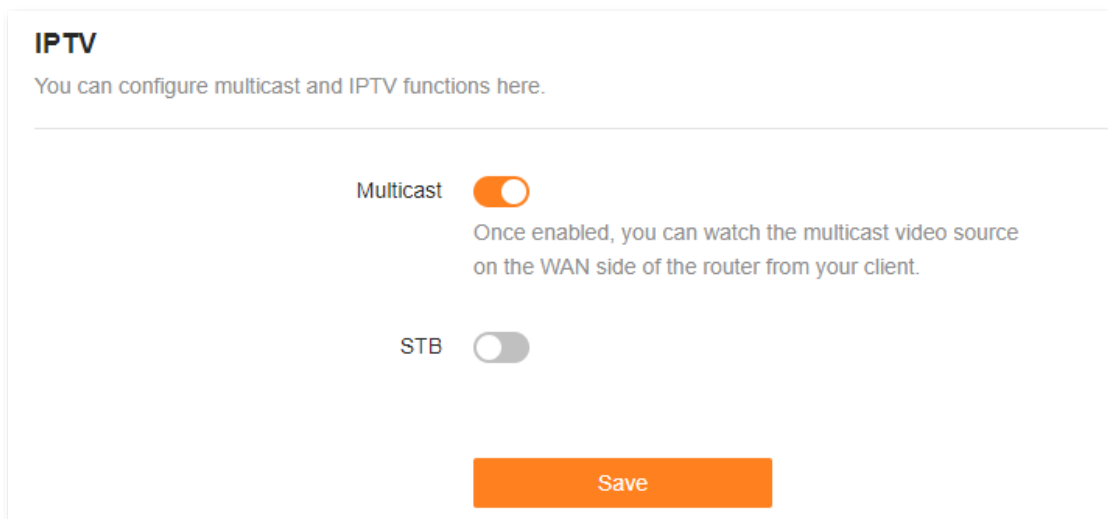 IPTV
You can configure multicast and IPTV functions here.
Multicast
Once enabled, you can watch the multicast video source
on the WAN side of the router from your client.
STB
Save